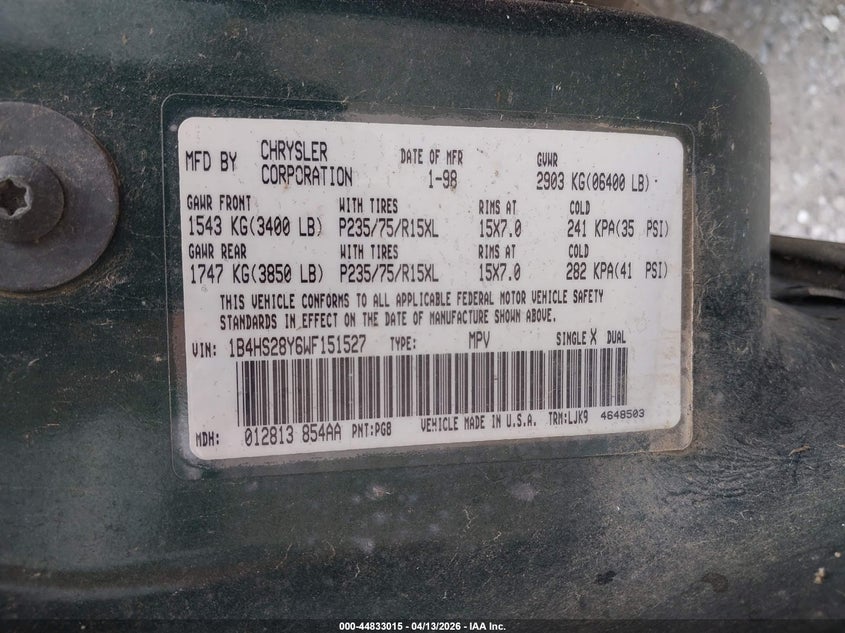 MFD BY CHRYSLER CORPORATION DATE OF MFR 1-98 GVWR 2903 KG(06400 LB)
GAWR FRONT WITH TIRES RIMS AT COLD
1543 KG(3400 LB) P235/75/R15XL 15X7.0 241 KPA(35 PSI)
GAWR REAR WITH TIRES RIMS AT COLD
1747 KG(3850 LB) P235/75/R15XL 15X7.0 282 KPA(41 PSI)
THIS VEHICLE CONFORMS TO ALL APPLICABLE FEDERAL MOTOR VEHICLE SAFETY
STANDARDS IN EFFECT ON THE DATE OF MANUFACTURE SHOWN ABOVE.
VIN: 1B4HS28Y6WF151527 TYPE: MPV SINGLE X DUAL
MDH: 012813 854AA PNT:PG8 VEHICLE MADE IN U.S.A. TRM:LJK9 4648503
000-44833015 | 04/13/2026 | IAA Inc.